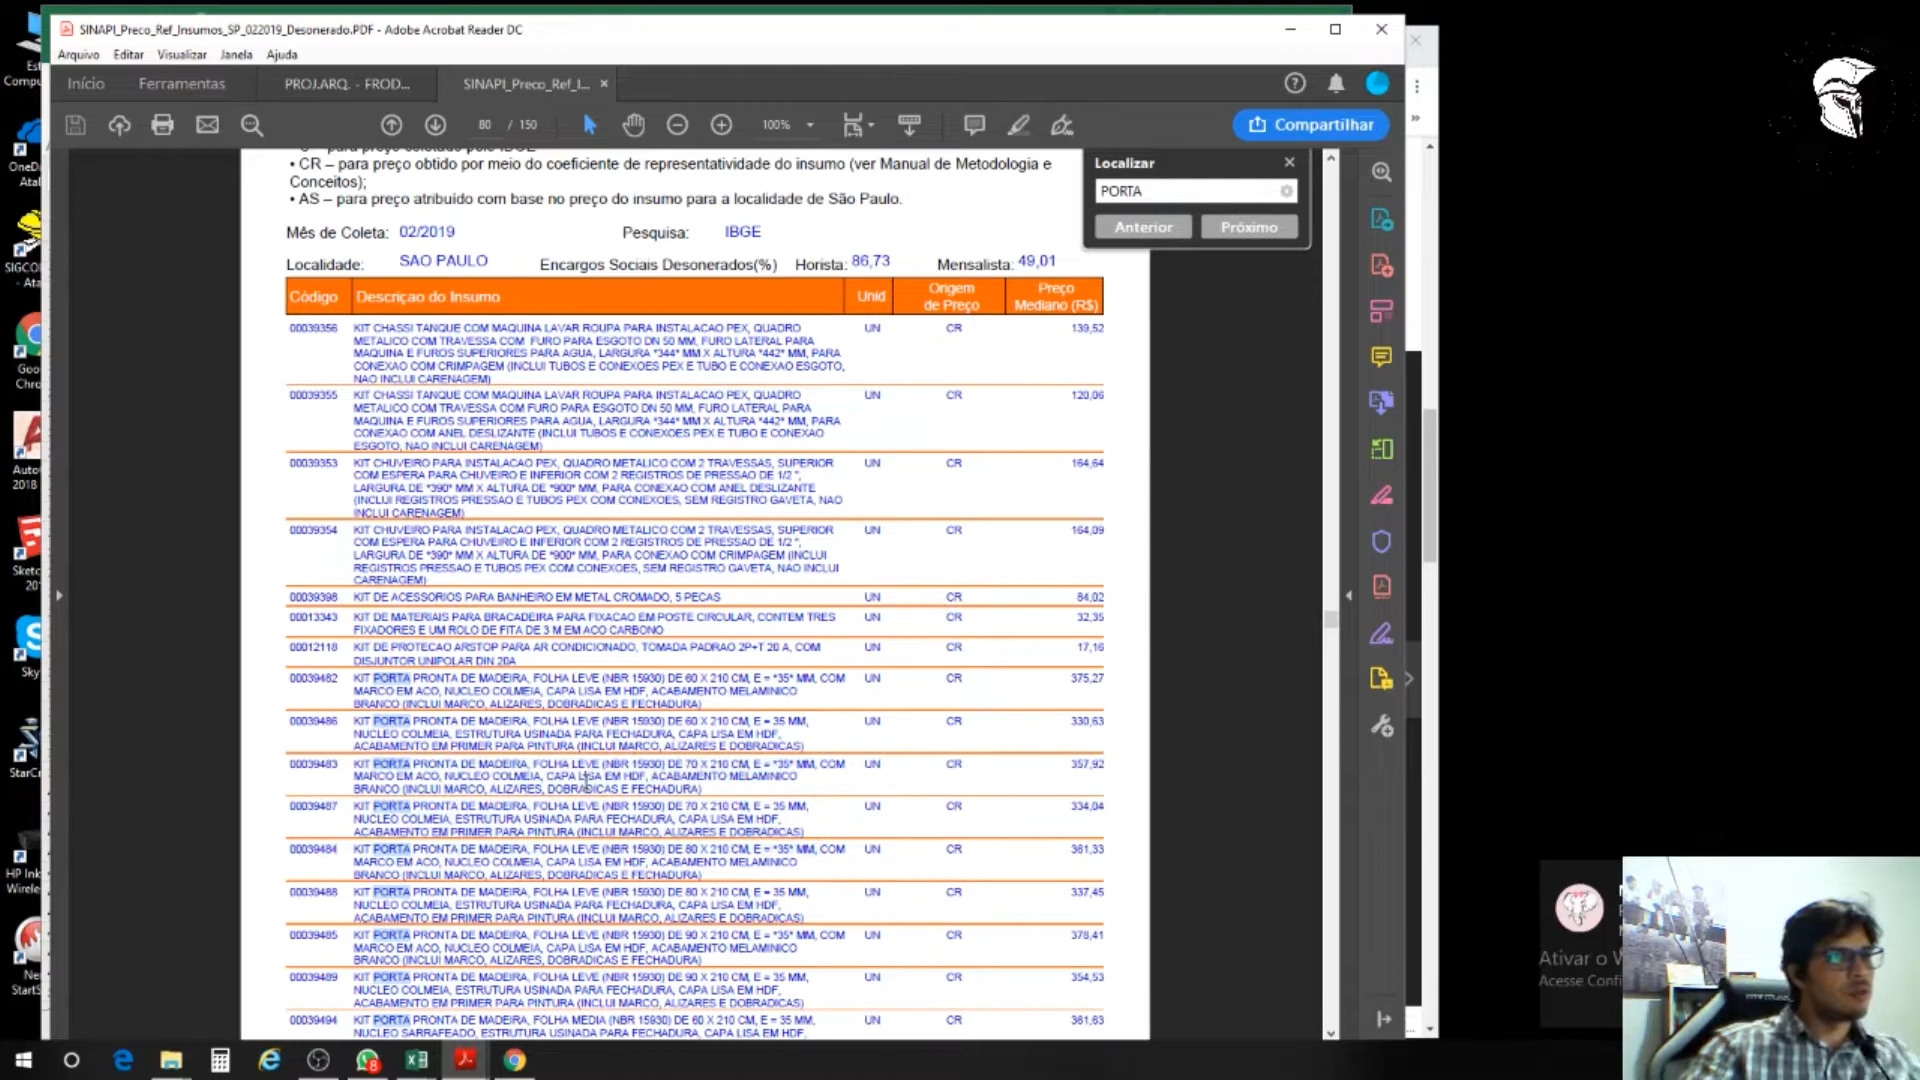 SINAPI_Preco_Ref_Insumos_SP_022019_Desonerado.PDF - Adobe Acrobat Reader DC
Arquivo Editar Visualizar Janela Ajuda
Início Ferramentas PROJ.ARQ. - FROD... SINAPI_Preco_Ref_I...
80 / 150 100% Compartilhar
Localizar
PORTA
Anterior Próximo
• CR – para preço obtido por meio do coeficiente de representatividade do insumo (ver Manual de Metodologia e
Conceitos);
• AS – para preço atribuído com base no preço do insumo para a localidade de São Paulo.
Mês de Coleta: 02/2019 Pesquisa: IBGE
Localidade: SAO PAULO Encargos Sociais Desonerados(%) Horista: 86,73 Mensalista: 49,01
Código Descriçao do Insumo Unid Origem de Preço Preço Mediano (R$)
00039356 KIT CHASSI TANQUE COM MAQUINA LAVAR ROUPA PARA INSTALACAO PEX, QUADRO UN CR 139,52
METALICO COM TRAVESSA COM FURO PARA ESGOTO DN 50 MM, FURO LATERAL PARA
MAQUINA E FUROS SUPERIORES PARA AGUA, LARGURA *344* MM X ALTURA *442* MM, PARA
CONEXAO COM CRIMPAGEM (INCLUI TUBOS E CONEXOES PEX E TUBO E CONEXAO ESGOTO,
NAO INCLUI CARENAGEM)
00039355 KIT CHASSI TANQUE COM MAQUINA LAVAR ROUPA PARA INSTALACAO PEX, QUADRO UN CR 120,06
METALICO COM TRAVESSA COM FURO PARA ESGOTO DN 50 MM, FURO LATERAL PARA
MAQUINA E FUROS SUPERIORES PARA AGUA, LARGURA *344* MM X ALTURA *442* MM, PARA
CONEXAO COM ANEL DESLIZANTE (INCLUI TUBOS E CONEXOES PEX E TUBO E CONEXAO
ESGOTO, NAO INCLUI CARENAGEM)
00039353 KIT CHUVEIRO PARA INSTALACAO PEX, QUADRO METALICO COM 2 TRAVESSAS, SUPERIOR UN CR 164,64
COM ESPERA PARA CHUVEIRO E INFERIOR COM 2 REGISTROS DE PRESSAO DE 1/2 ",
LARGURA DE *390* MM X ALTURA DE *900* MM, PARA CONEXAO COM ANEL DESLIZANTE
(INCLUI REGISTROS PRESSAO E TUBOS PEX COM CONEXOES, SEM REGISTRO GAVETA, NAO
INCLUI CARENAGEM)
00039354 KIT CHUVEIRO PARA INSTALACAO PEX, QUADRO METALICO COM 2 TRAVESSAS, SUPERIOR UN CR 164,09
COM ESPERA PARA CHUVEIRO E INFERIOR COM 2 REGISTROS DE PRESSAO DE 1/2 ",
LARGURA DE *390* MM X ALTURA DE *900* MM, PARA CONEXAO COM CRIMPAGEM (INCLUI
REGISTROS PRESSAO E TUBOS PEX COM CONEXOES, SEM REGISTRO GAVETA, NAO INCLUI
CARENAGEM)
00039398 KIT DE ACESSORIOS PARA BANHEIRO EM METAL CROMADO, 5 PECAS UN CR 84,02
00013343 KIT DE MATERIAIS PARA BRACADEIRA PARA FIXACAO EM POSTE CIRCULAR, CONTEM TRES UN CR 32,35
FIXADORES E UM ROLO DE FITA DE 3 M EM ACO CARBONO
00012118 KIT DE PROTECAO ARSTOP PARA AR CONDICIONADO, TOMADA PADRAO 2P+T 20 A, COM UN CR 17,16
DISJUNTOR UNIPOLAR DIN 20A
00039482 KIT PORTA PRONTA DE MADEIRA, FOLHA LEVE (NBR 15930) DE 60 X 210 CM, E = *35* MM, COM UN CR 375,27
MARCO EM ACO, NUCLEO COLMEIA, CAPA LISA EM HDF, ACABAMENTO MELAMINICO
BRANCO (INCLUI MARCO, ALIZARES, DOBRADICAS E FECHADURA)
00039486 KIT PORTA PRONTA DE MADEIRA, FOLHA LEVE (NBR 15930) DE 60 X 210 CM, E = 35 MM, UN CR 330,63
NUCLEO COLMEIA, ESTRUTURA USINADA PARA FECHADURA, CAPA LISA EM HDF,
ACABAMENTO EM PRIMER PARA PINTURA (INCLUI MARCO, ALIZARES E DOBRADICAS)
00039483 KIT PORTA PRONTA DE MADEIRA, FOLHA LEVE (NBR 15930) DE 70 X 210 CM, E = *35* MM, COM UN CR 357,92
MARCO EM ACO, NUCLEO COLMEIA, CAPA LISA EM HDF, ACABAMENTO MELAMINICO
BRANCO (INCLUI MARCO, ALIZARES, DOBRADICAS E FECHADURA)
00039487 KIT PORTA PRONTA DE MADEIRA, FOLHA LEVE (NBR 15930) DE 70 X 210 CM, E = 35 MM, UN CR 334,04
NUCLEO COLMEIA, ESTRUTURA USINADA PARA FECHADURA, CAPA LISA EM HDF,
ACABAMENTO EM PRIMER PARA PINTURA (INCLUI MARCO, ALIZARES E DOBRADICAS)
00039484 KIT PORTA PRONTA DE MADEIRA, FOLHA LEVE (NBR 15930) DE 80 X 210 CM, E = *35* MM, COM UN CR 361,33
MARCO EM ACO, NUCLEO COLMEIA, CAPA LISA EM HDF, ACABAMENTO MELAMINICO
BRANCO (INCLUI MARCO, ALIZARES, DOBRADICAS E FECHADURA)
00039488 KIT PORTA PRONTA DE MADEIRA, FOLHA LEVE (NBR 15930) DE 80 X 210 CM, E = 35 MM, UN CR 337,45
NUCLEO COLMEIA, ESTRUTURA USINADA PARA FECHADURA, CAPA LISA EM HDF,
ACABAMENTO EM PRIMER PARA PINTURA (INCLUI MARCO, ALIZARES E DOBRADICAS)
00039485 KIT PORTA PRONTA DE MADEIRA, FOLHA LEVE (NBR 15930) DE 90 X 210 CM, E = *35* MM, COM UN CR 378,41
MARCO EM ACO, NUCLEO COLMEIA, CAPA LISA EM HDF, ACABAMENTO MELAMINICO
BRANCO (INCLUI MARCO, ALIZARES, DOBRADICAS E FECHADURA)
00039489 KIT PORTA PRONTA DE MADEIRA, FOLHA LEVE (NBR 15930) DE 90 X 210 CM, E = 35 MM, UN CR 354,53
NUCLEO COLMEIA, ESTRUTURA USINADA PARA FECHADURA, CAPA LISA EM HDF,
ACABAMENTO EM PRIMER PARA PINTURA (INCLUI MARCO, ALIZARES E DOBRADICAS)
00039494 KIT PORTA PRONTA DE MADEIRA, FOLHA MEDIA (NBR 15930) DE 60 X 210 CM, E = 35 MM, UN CR 361,63
NUCLEO SARRAFEADO, ESTRUTURA USINADA PARA FECHADURA, CAPA LISA EM HDF,
Est
Compu
OneD
Atal
SIGCO
- Ata
Goo
Chro
Auto
2018
Sketc
20
Sky
StarC
HP Ink
Wirele
Ne
StartS
Ativar o W
Acesse Confi
8